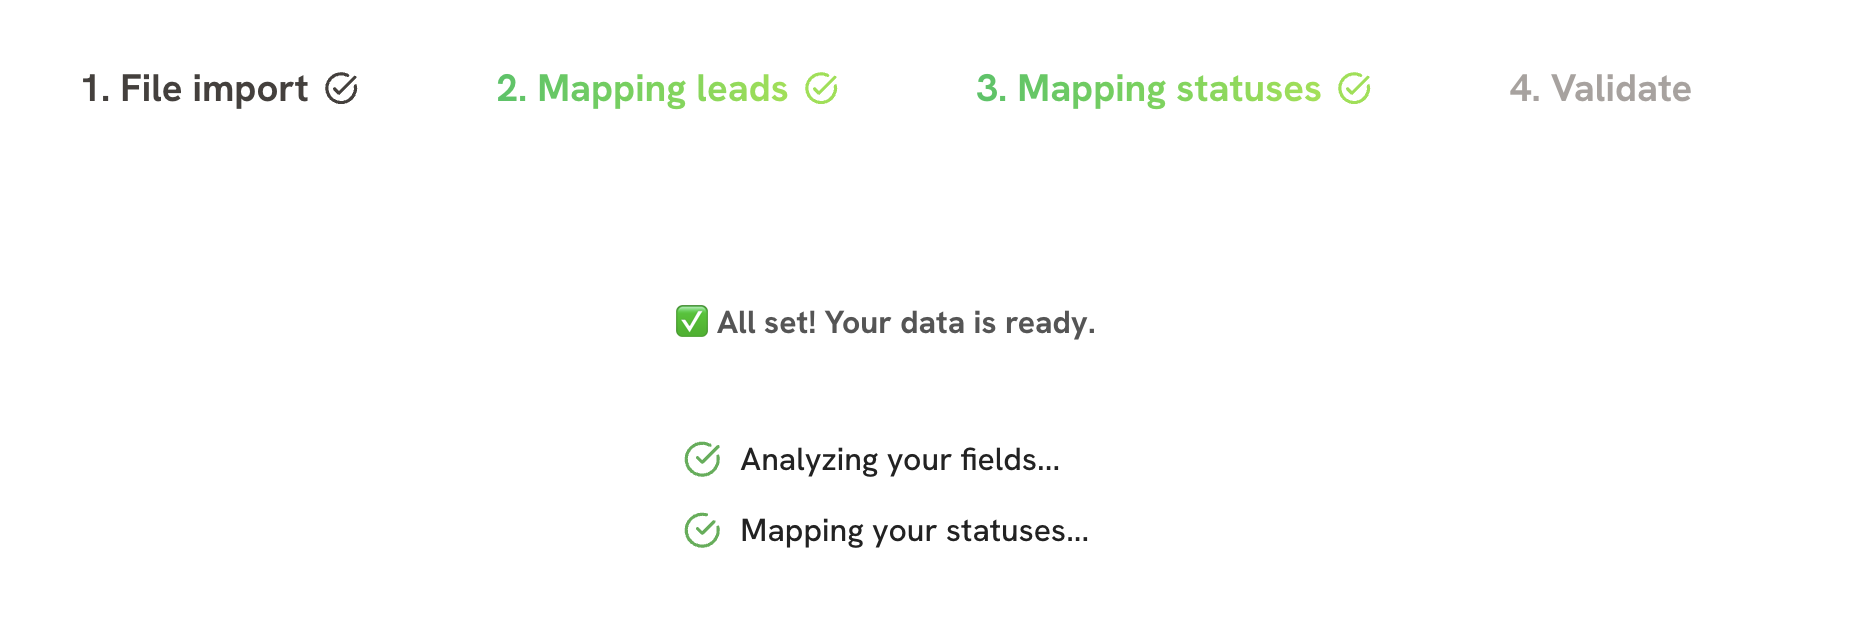 1. File import
2. Mapping leads
3. Mapping statuses
4. Validate
✅ All set! Your data is ready.
Analyzing your fields...
Mapping your statuses...